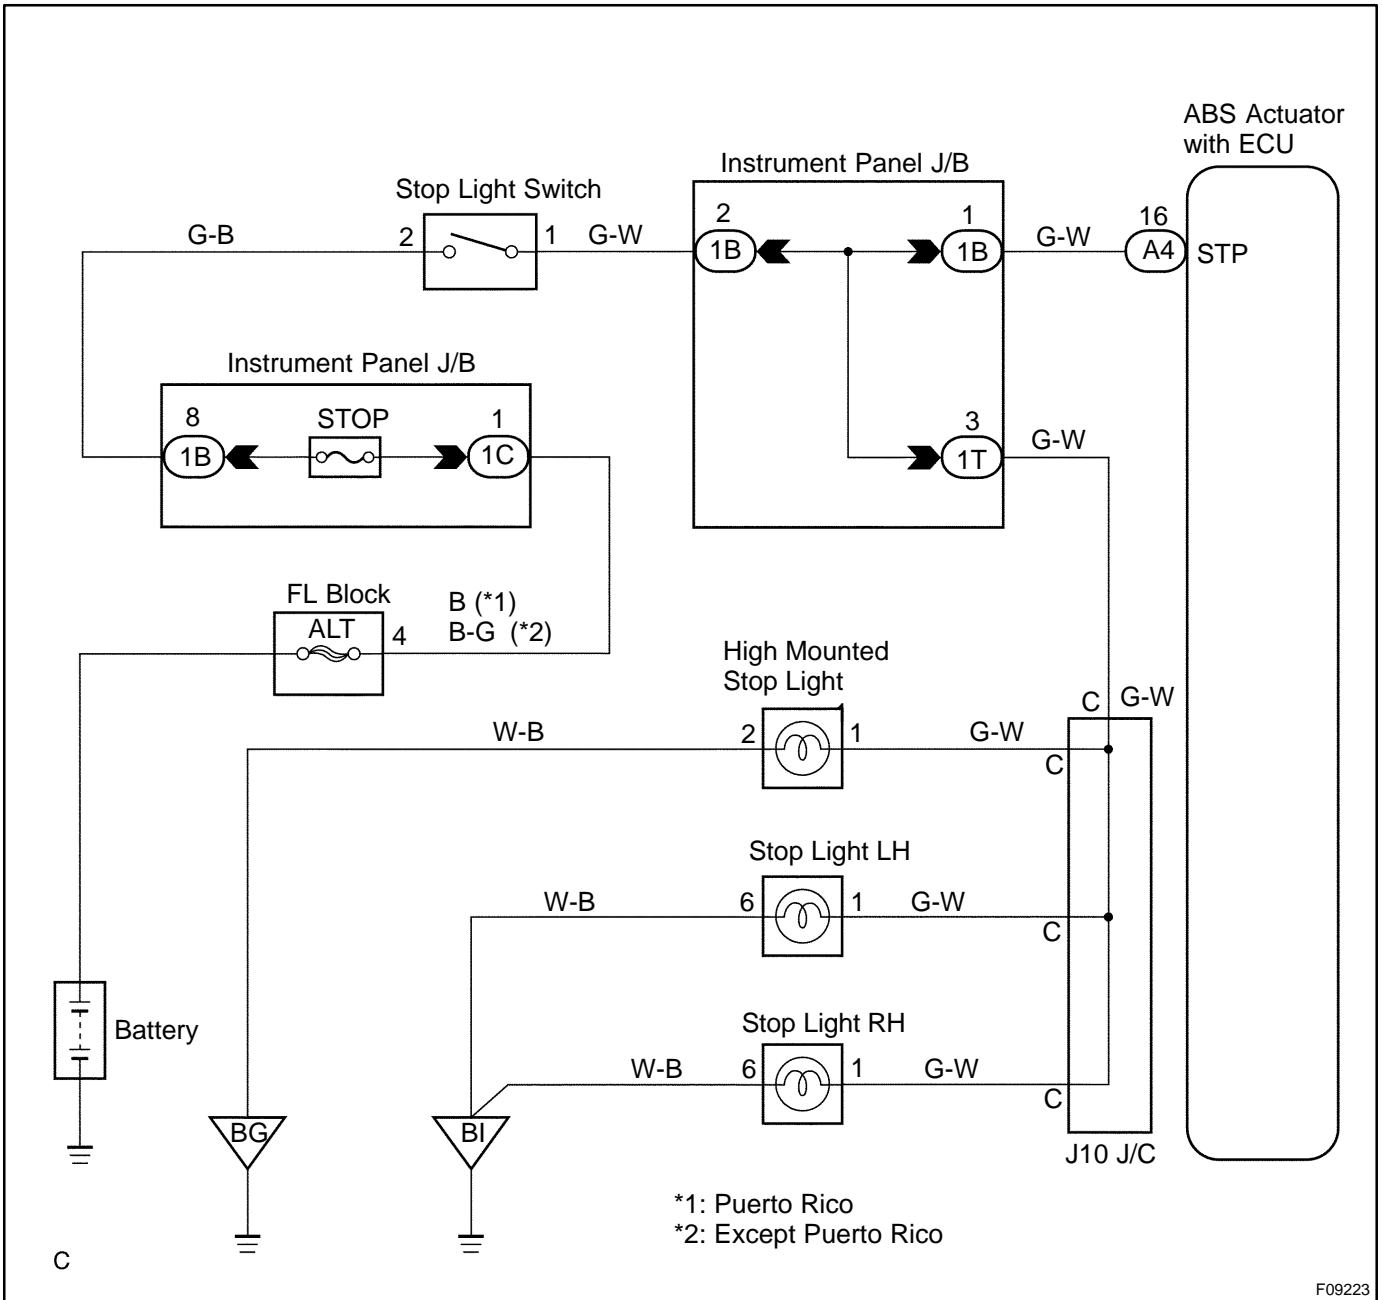 ABS Actuator
with ECU
Instrument Panel J/B
Stop Light Switch
G-B
2
1
G-W
2
1B
1
1B
G-W
16
A4
STP
Instrument Panel J/B
8
1B
STOP
1
1C
3
1T
G-W
FL Block
ALT
4
B (*1)
B-G (*2)
High Mounted
Stop Light
C
G-W
W-B
2
1
G-W
C
Stop Light LH
W-B
6
1
G-W
C
Battery
Stop Light RH
W-B
6
1
G-W
C
BG
BI
J10 J/C
*1: Puerto Rico
*2: Except Puerto Rico
C
F09223